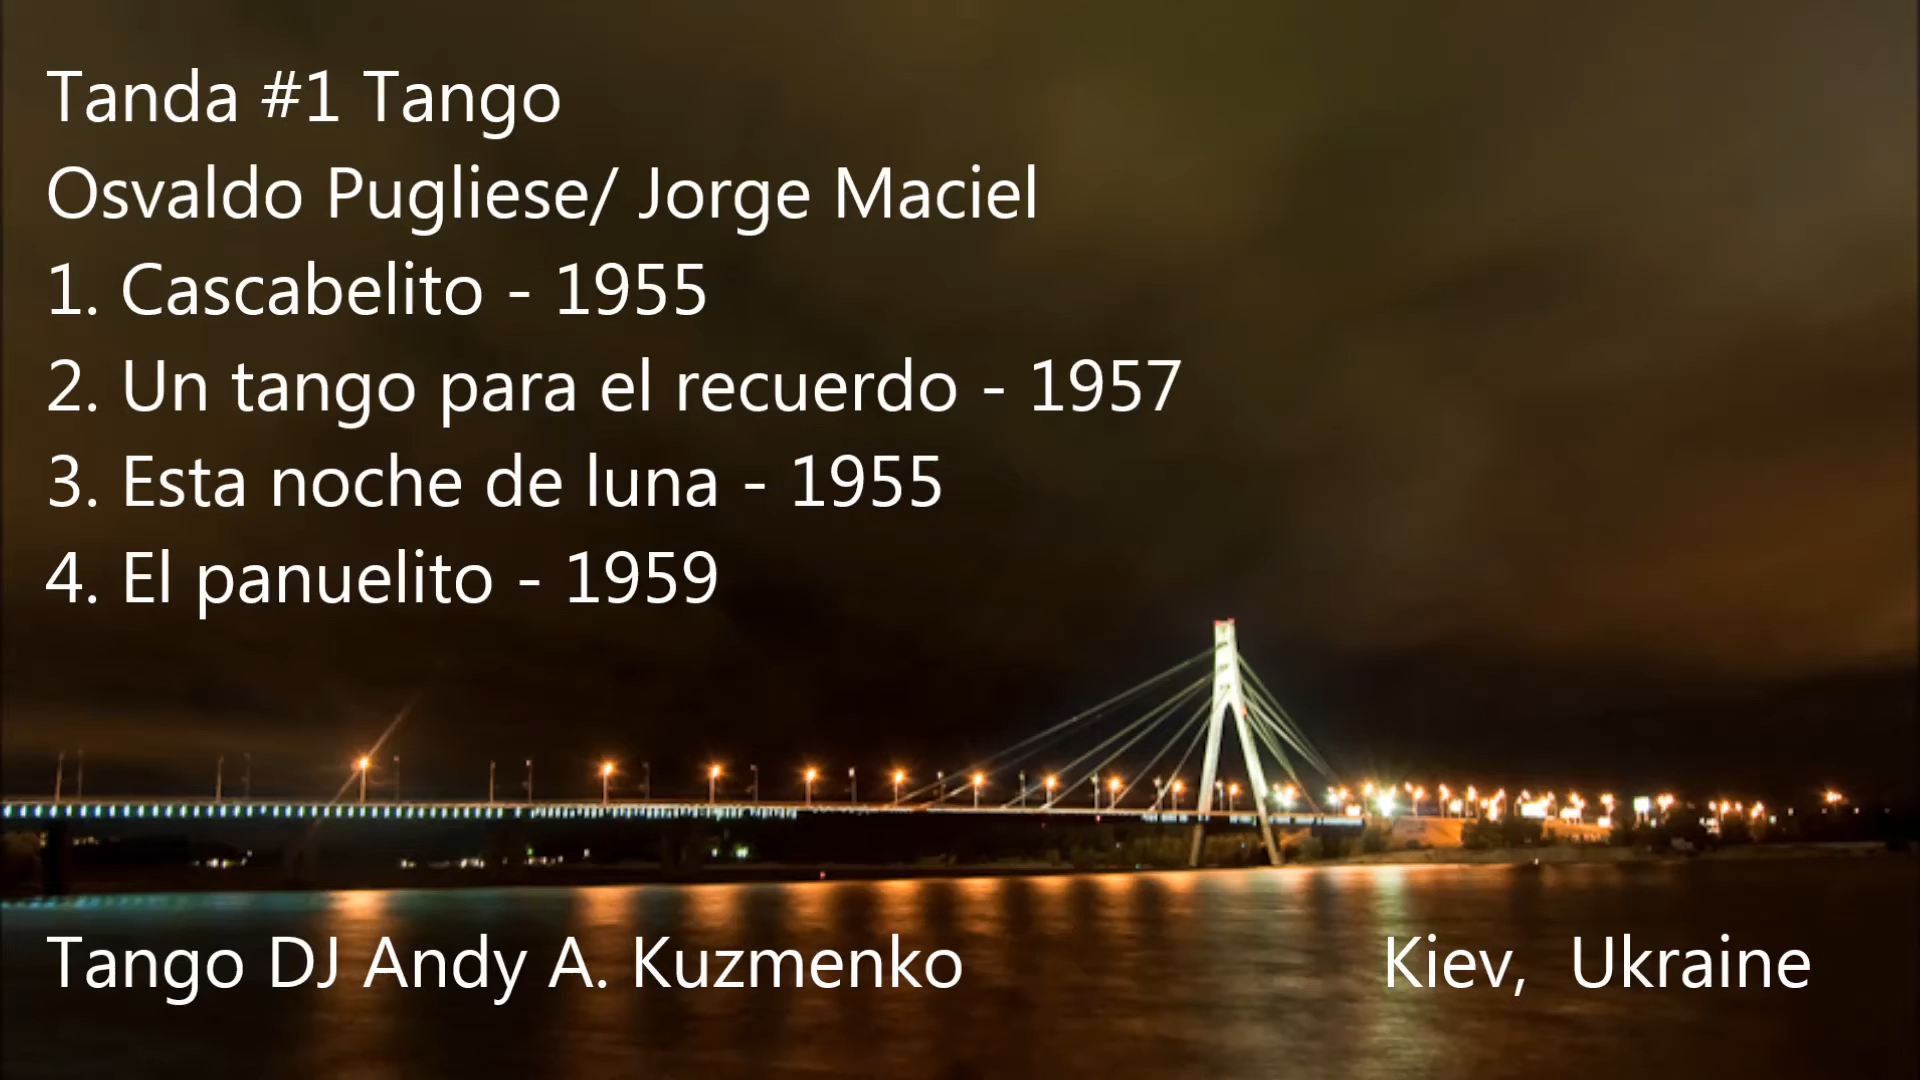 Tanda #1 Tango
Osvaldo Pugliese/ Jorge Maciel
1. Cascabelito - 1955
2. Un tango para el recuerdo - 1957
3. Esta noche de luna - 1955
4. El panuelito - 1959
Tango DJ Andy A. Kuzmenko Kiev, Ukraine